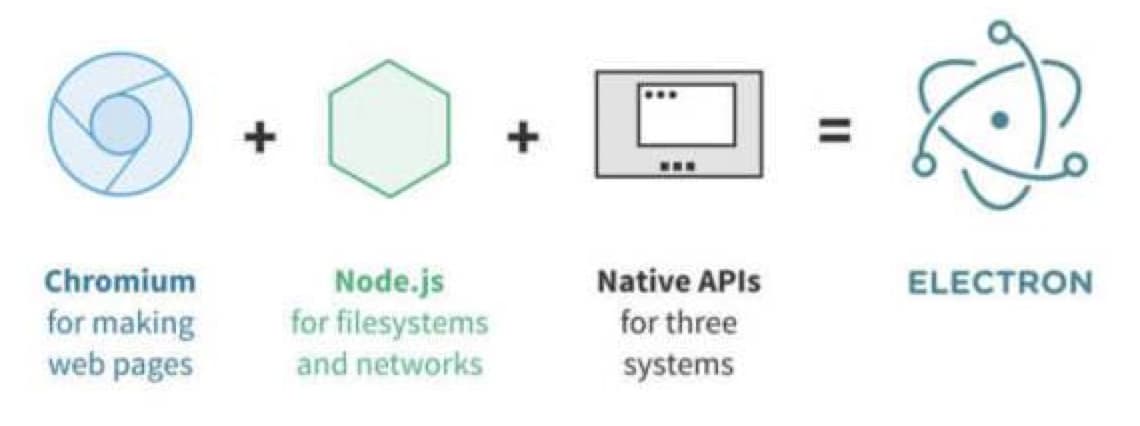 +
+
=
Chromium
for making
web pages
Node.js
for filesystems
and networks
Native APIs
for three
systems
ELECTRON